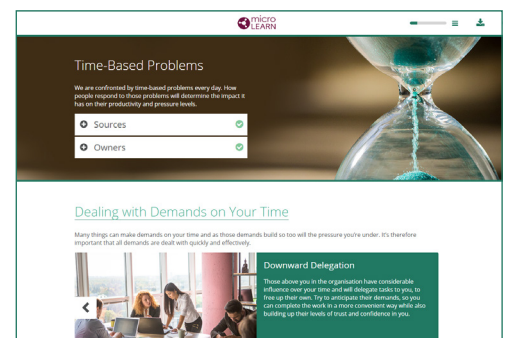 micro
LEARN
Time-Based Problems
We are confronted by time-based problems every day. How
people respond to those problems will determine the impact it
has on their productivity and pressure levels.
Sources
Owners
Dealing with Demands on Your Time
Many things can make demands on your time and as those demands build so too will the pressure you're under. It's therefore
important that all demands are dealt with quickly and effectively.
Downward Delegation
Those above you in the organisation have considerable
influence over your time and will delegate tasks to you, to
free up their own. Try to anticipate their demands, so you
can complete the work in a more convenient way while also
building up their levels of trust and confidence in you.